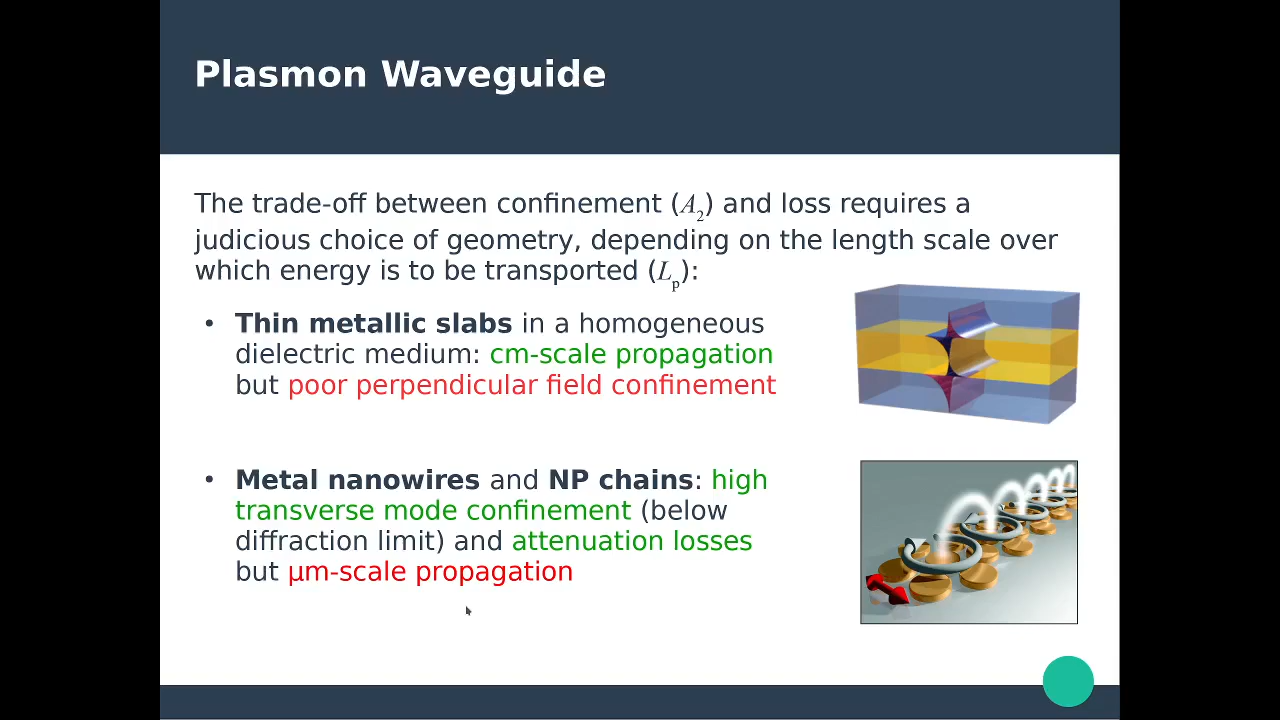 Plasmon Waveguide
The trade-off between confinement (A₂) and loss requires a
judicious choice of geometry, depending on the length scale over
which energy is to be transported (Lₚ):
• Thin metallic slabs in a homogeneous
dielectric medium: cm-scale propagation
but poor perpendicular field confinement
• Metal nanowires and NP chains: high
transverse mode confinement (below
diffraction limit) and attenuation losses
but μm-scale propagation